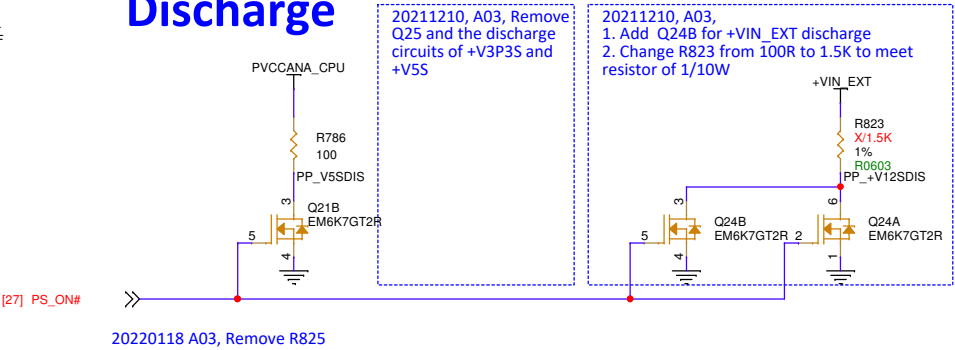 Discharge
20211210, A03, Remove
Q25 and the discharge
circuits of +V3P3S and
+V5S
20211210, A03,
1. Add  Q24B for +VIN_EXT discharge
2. Change R823 from 100R to 1.5K to meet
resistor of 1/10W
PVCCANA_CPU
+VIN_EXT
R786
100
R823
X/1.5K
1%
R0603
PP_V5SDIS
PP_+V12SDIS
3
Q21B
EM6K7GT2R
5
4
3
Q24B
EM6K7GT2R
5
4
6
Q24A
EM6K7GT2R
2
1
[27] PS_ON#
20220118 A03, Remove R825